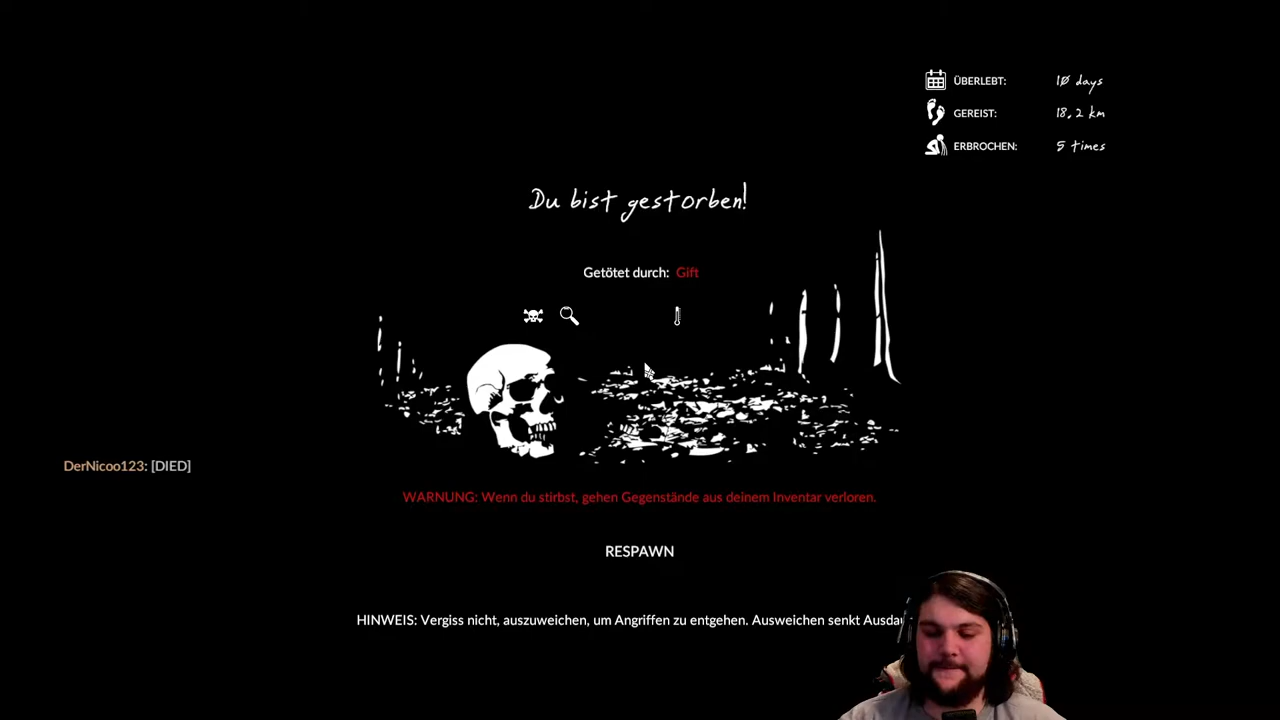 ÜBERLEBT: 10 days
GEREIST: 18,2 km
ERBROCHEN: 5 times
Du bist gestorben!
Getötet durch: Gift
DerNicoo123: [DIED]
WARNUNG: Wenn du stirbst, gehen Gegenstände aus deinem Inventar verloren.
RESPAWN
HINWEIS: Vergiss nicht, auszuweichen, um Angriffen zu entgehen. Ausweichen senkt